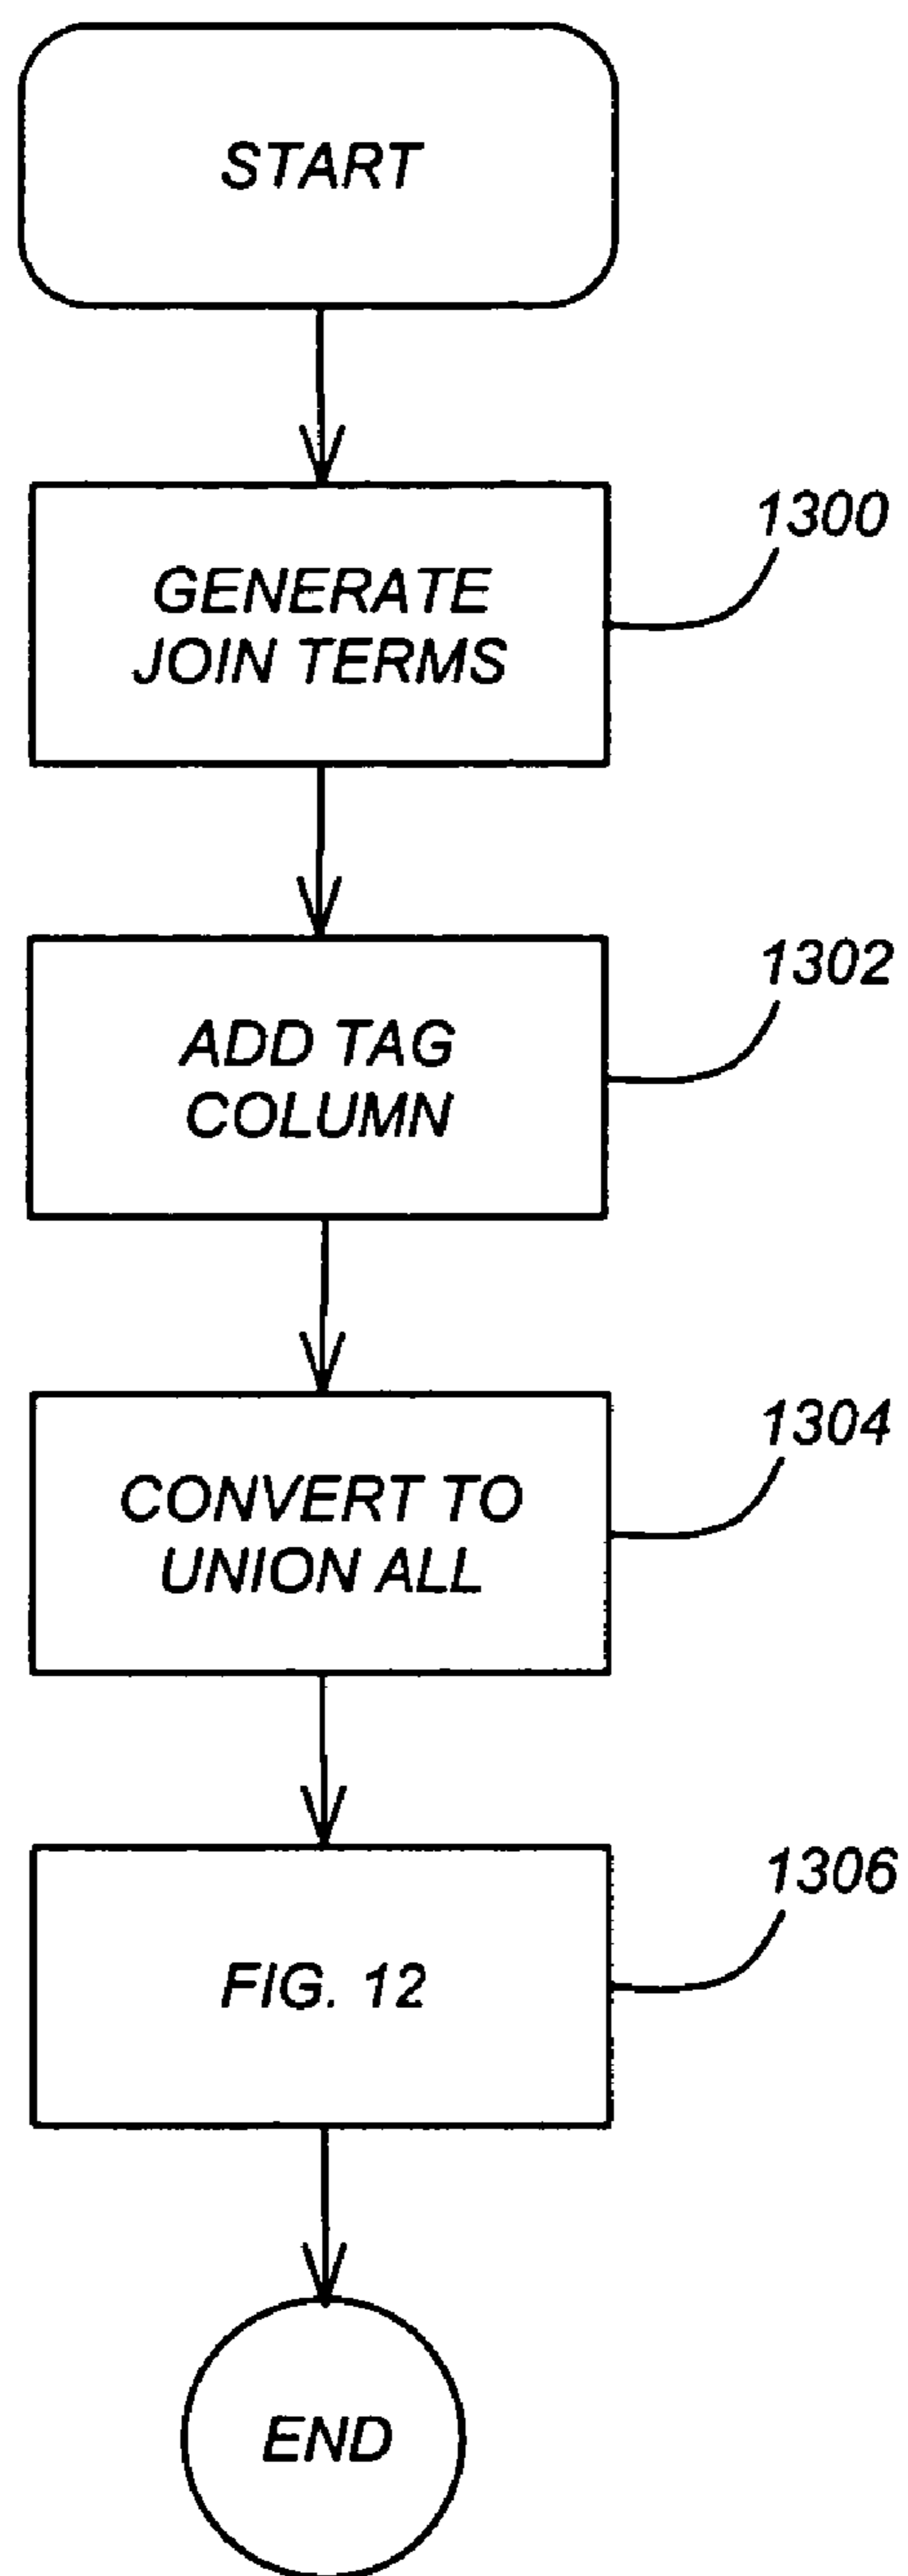 START
1300
GENERATE
JOIN TERMS
1302
ADD TAG
COLUMN
1304
CONVERT TO
UNION ALL
1306
FIG. 12
END